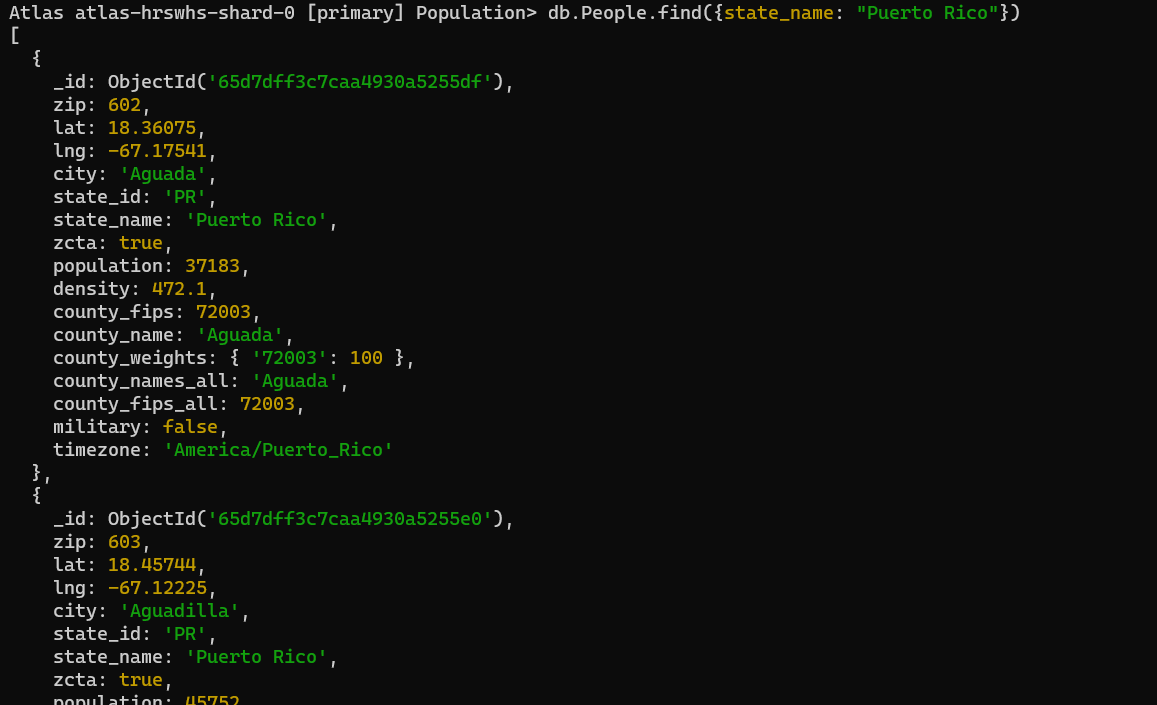 Atlas atlas-hrswhs-shard-0 [primary] Population> db.People.find({state_name: "Puerto Rico"})
[
  {
    _id: ObjectId('65d7dff3c7caa4930a5255df'),
    zip: 602,
    lat: 18.36075,
    lng: -67.17541,
    city: 'Aguada',
    state_id: 'PR',
    state_name: 'Puerto Rico',
    zcta: true,
    population: 37183,
    density: 472.1,
    county_fips: 72003,
    county_name: 'Aguada',
    county_weights: { '72003': 100 },
    county_names_all: 'Aguada',
    county_fips_all: 72003,
    military: false,
    timezone: 'America/Puerto_Rico'
  },
  {
    _id: ObjectId('65d7dff3c7caa4930a5255e0'),
    zip: 603,
    lat: 18.45744,
    lng: -67.12225,
    city: 'Aguadilla',
    state_id: 'PR',
    state_name: 'Puerto Rico',
    zcta: true,
    population: 45752